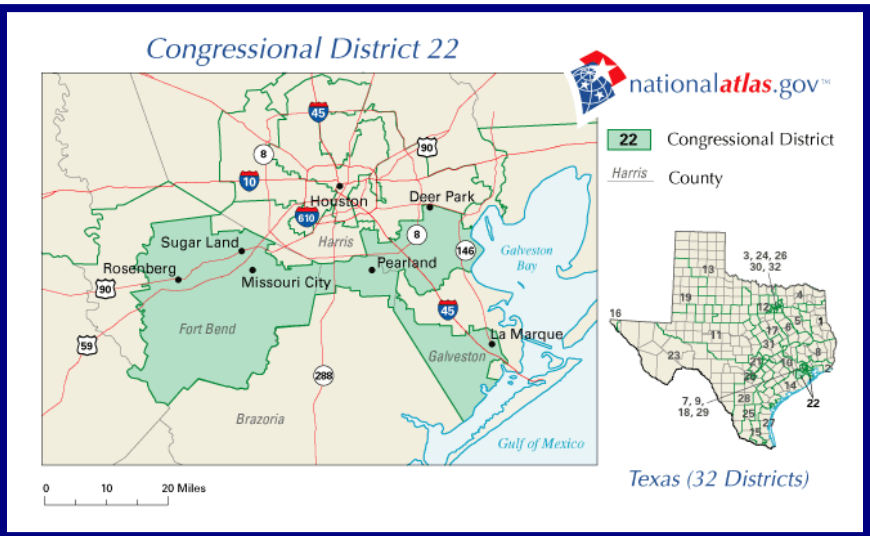 Congressional District 22
nationalatlas.gov™
22 Congressional District
Harris County
45
8
90
10
Houston
Deer Park
610
Harris
8
146
Galveston
Bay
Sugar Land
Pearland
Rosenberg
Missouri City
90
45
Fort Bend
La Marque
59
Galveston
288
Brazoria
Gulf of Mexico
0 10 20 Miles
3, 24, 26
30, 32
13
4
19
12
16
5
1
6
17
11
31
23
8
21
10
2
20
14
7, 9,
18, 29
28
22
25
27
15
Texas (32 Districts)